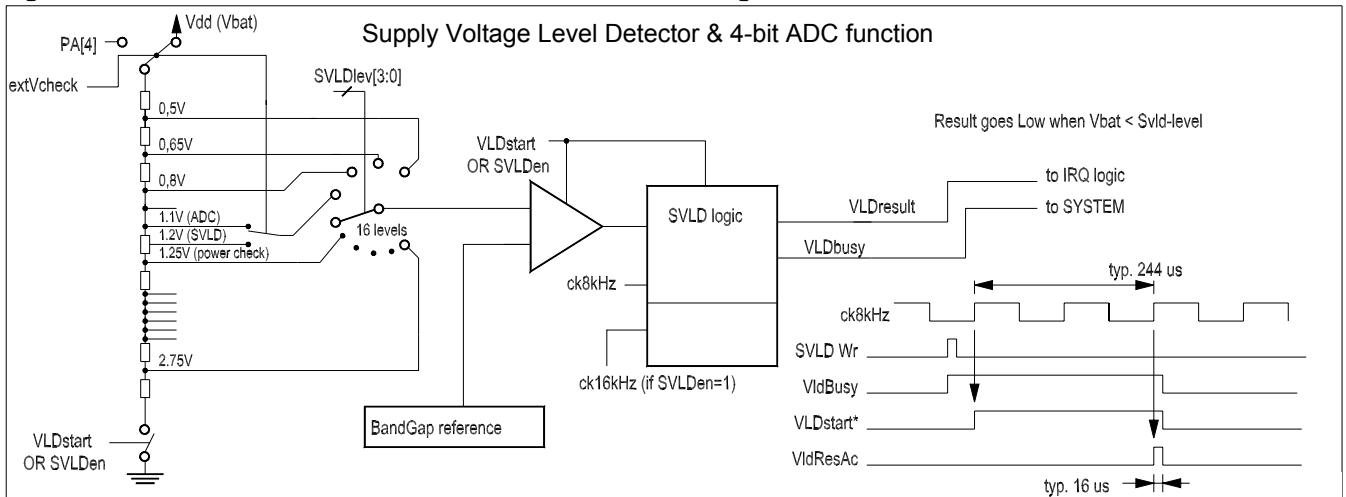 Supply Voltage Level Detector & 4-bit ADC function
Vdd (Vbat)
PA[4]
extVcheck
SVLDlev[3:0]
0,5V
0,65V
0,8V
1.1V (ADC)
1.2V (SVLD)
1.25V (power check)
2.75V
16 levels
VLDstart
OR SVLDen
VLDstart
OR SVLDen
BandGap reference
SVLD logic
ck8kHz
ck16kHz (if SVLDen=1)
Result goes Low when Vbat < Svld-level
VLDresult
to IRQ logic
VLDbusy
to SYSTEM
typ. 244 us
ck8kHz
SVLD Wr
VldBusy
VLDstart*
VldResAc
typ. 16 us